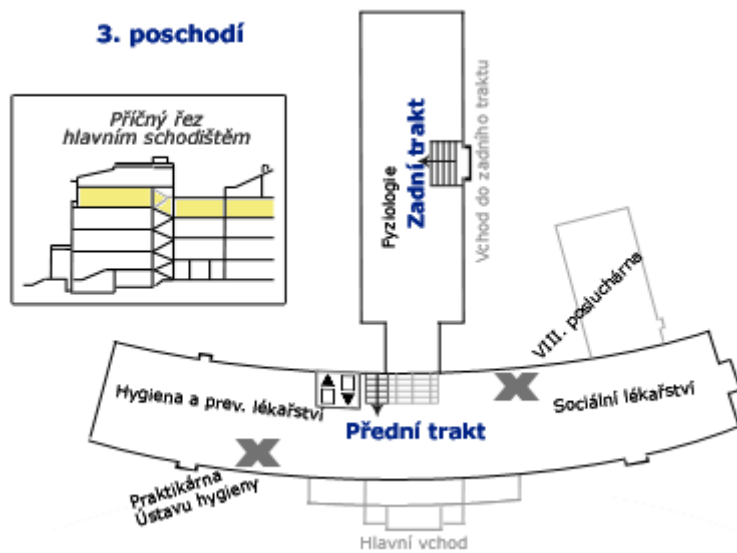 3. poschodí
Příčný řez
hlavním schodištěm
Fyziologie
Zadní trakt
Vchod do zadního traktu
VIII. posluchárna
Hygiena a prev. lékařství
Sociální lékařství
Přední trakt
Praktikárna
Ústavu hygieny
Hlavní vchod